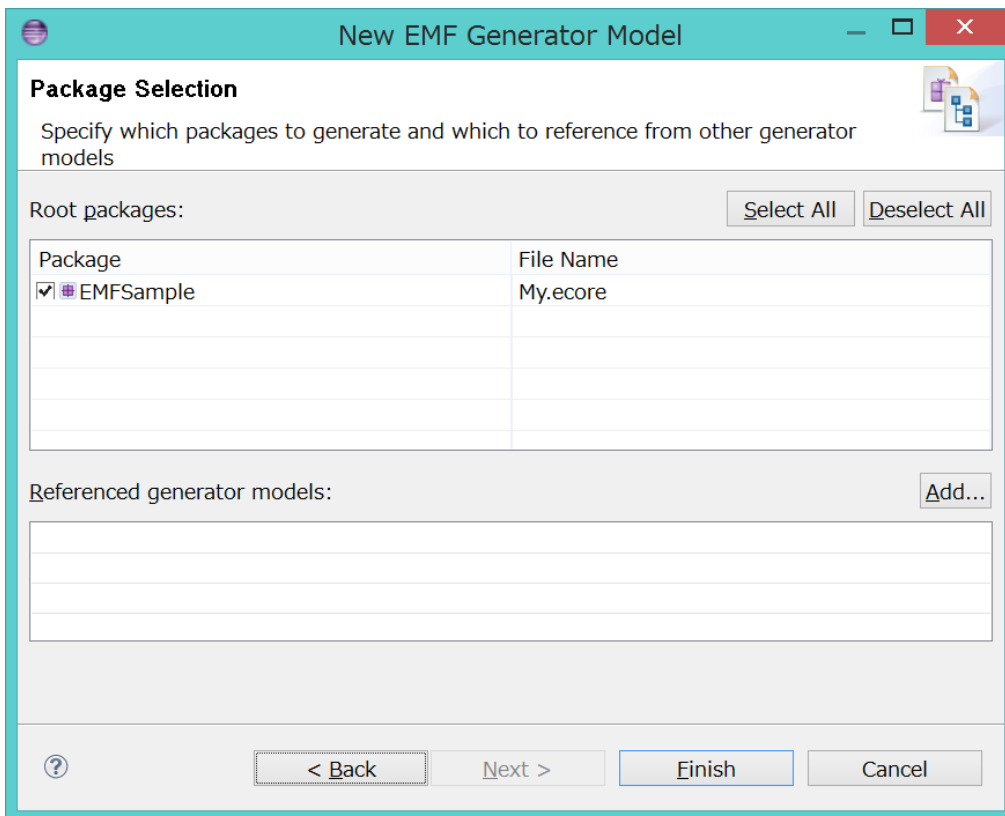 New EMF Generator Model
Package Selection
Specify which packages to generate and which to reference from other generator
models
Root packages:
Select All
Deselect All
Package
File Name
EMFSample
My.ecore
Referenced generator models:
Add...
?
< Back
Next >
Finish
Cancel